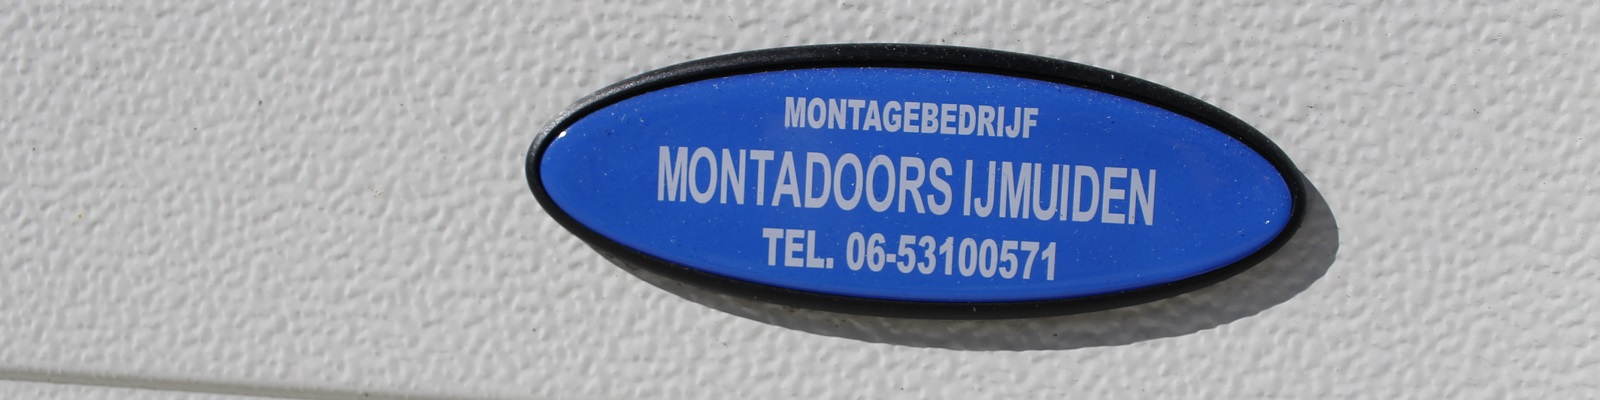 MONTAGEBEDRIJF
MONTADOORS IJMUIDEN
TEL. 06-53100571